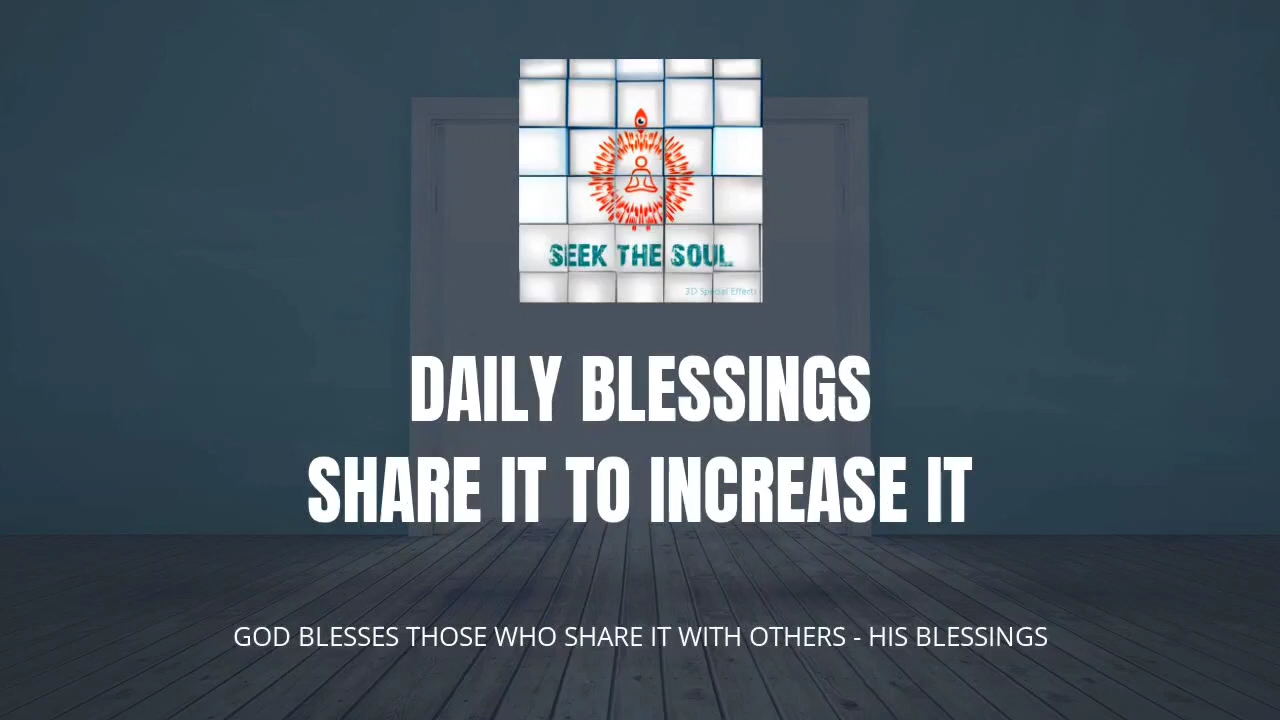 SEEK THE SOUL
3D Special Effects
DAILY BLESSINGS
SHARE IT TO INCREASE IT
GOD BLESSES THOSE WHO SHARE IT WITH OTHERS - HIS BLESSINGS